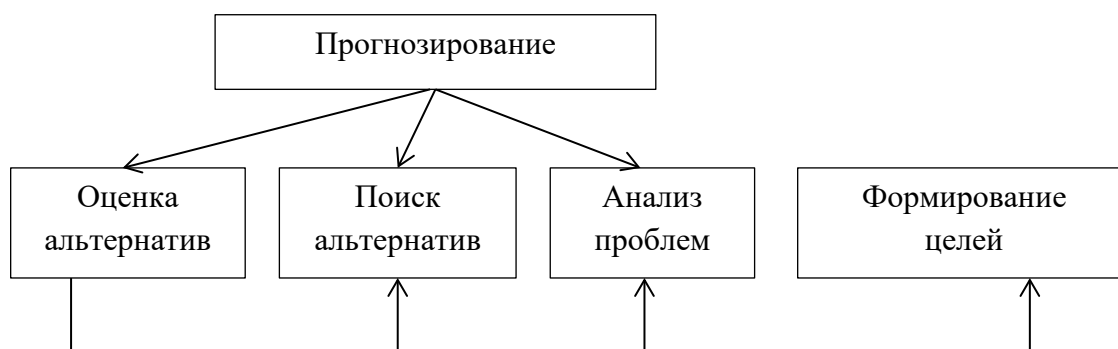 Прогнозирование
Оценка
альтернатив
Поиск
альтернатив
Анализ
проблем
Формирование
целей